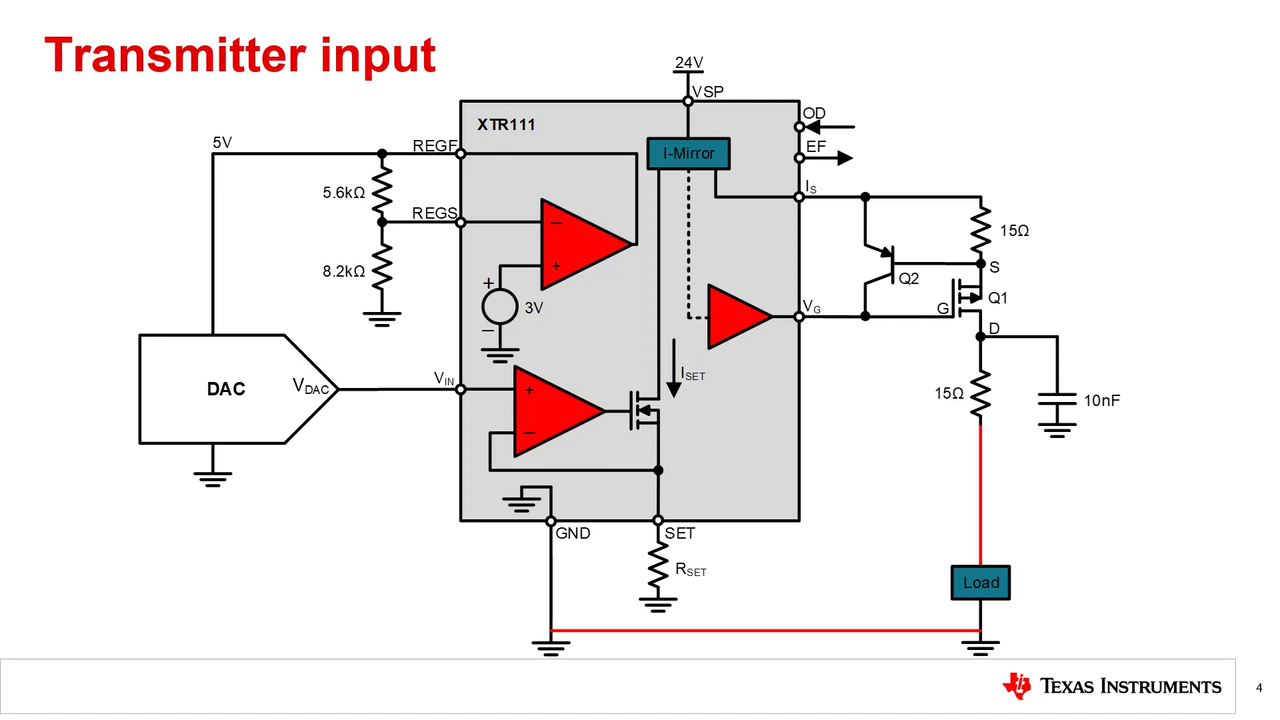 Transmitter input
24V
VSP
XTR111
OD
5V
REGF
I-Mirror
EF
5.6kΩ
REGS
IS
−
15Ω
8.2kΩ
+
+
3V
−
S
Q2
Q1
VG
G
D
DAC
VDAC
VIN
+
−
ISET
15Ω
10nF
GND
SET
RSET
Load
TEXAS INSTRUMENTS
4